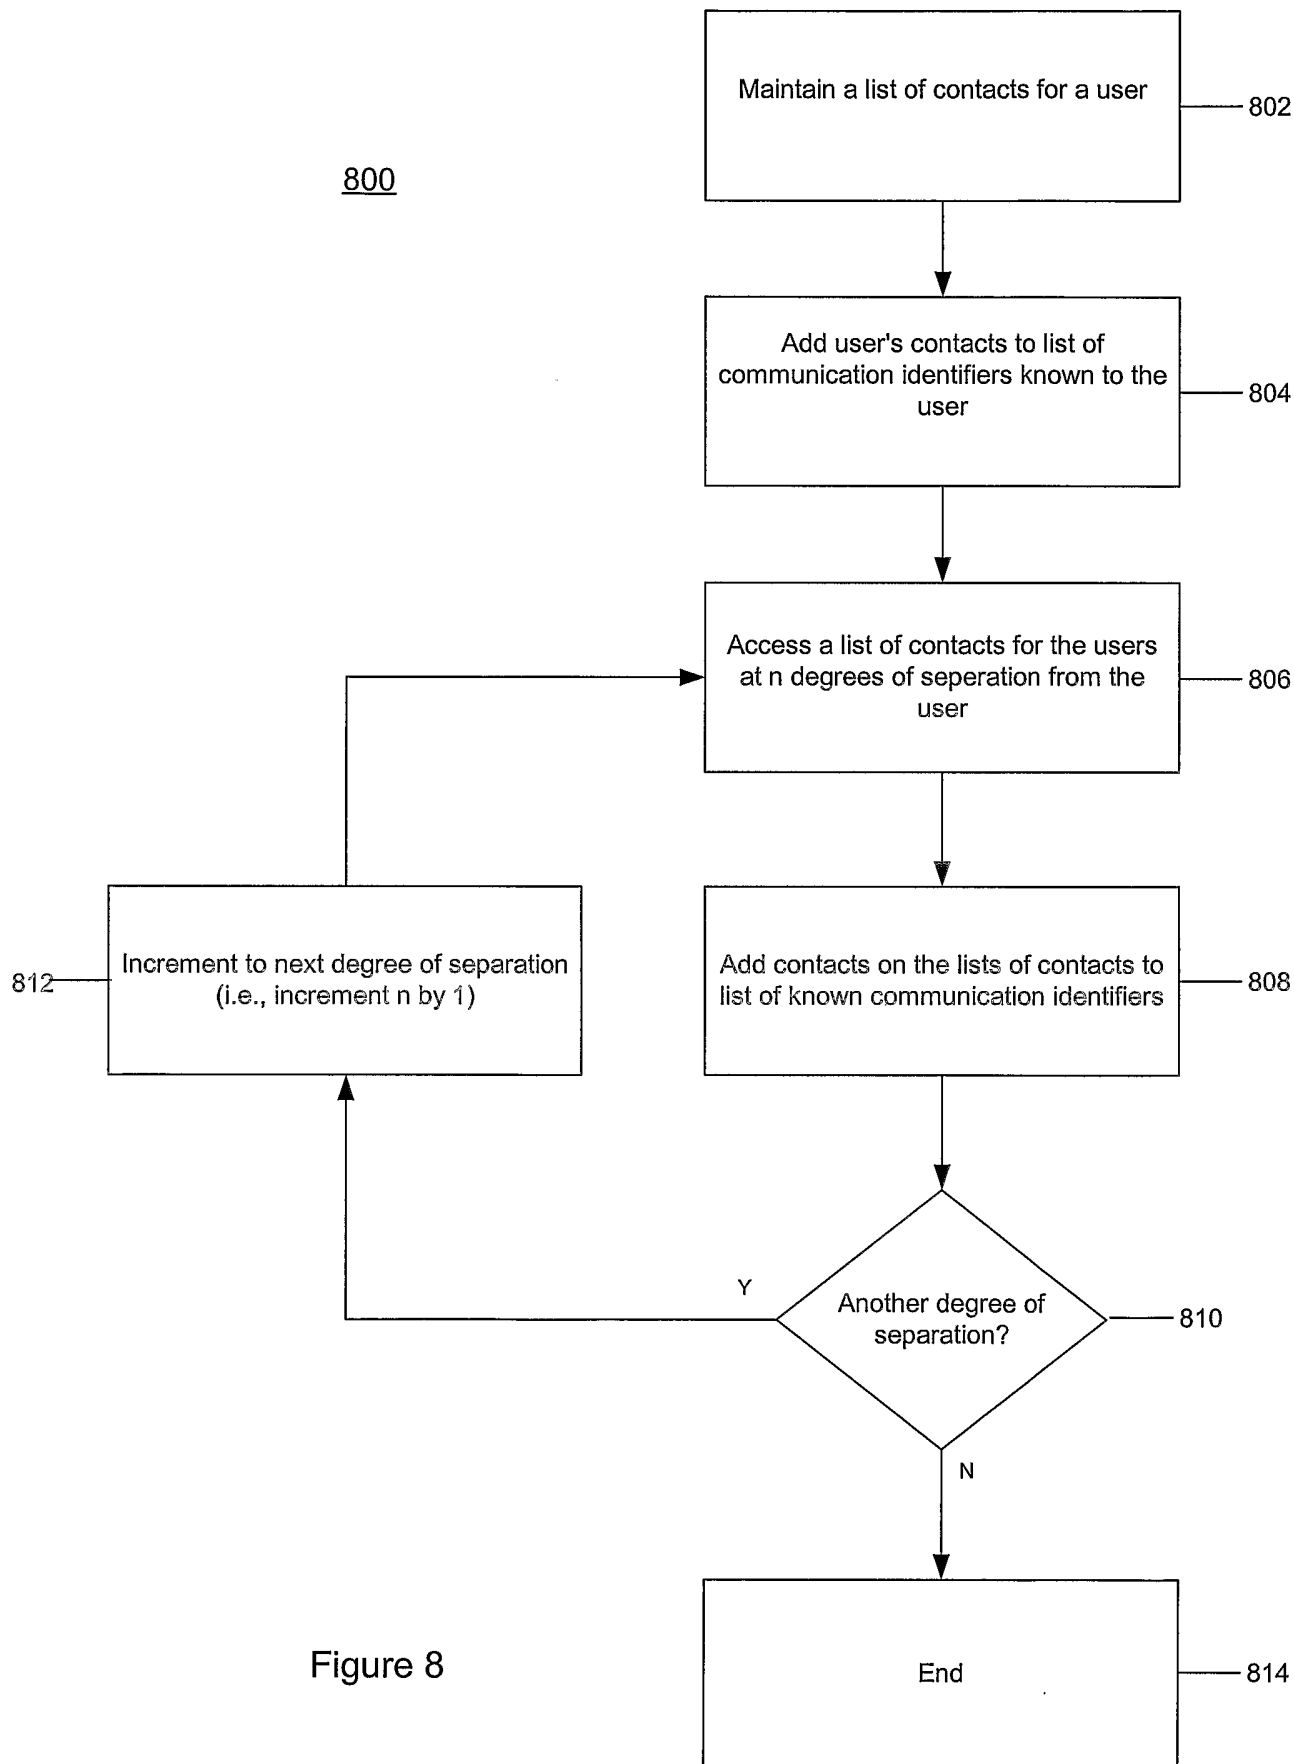 Maintain a list of contacts for a user
802
800
Add user's contacts to list of
communication identifiers known to the
user
804
Access a list of contacts for the users
at n degrees of seperation from the
user
806
Increment to next degree of separation
(i.e., increment n by 1)
812
Add contacts on the lists of contacts to
list of known communication identifiers
808
Y
Another degree of
separation?
810
N
End
814
Figure 8